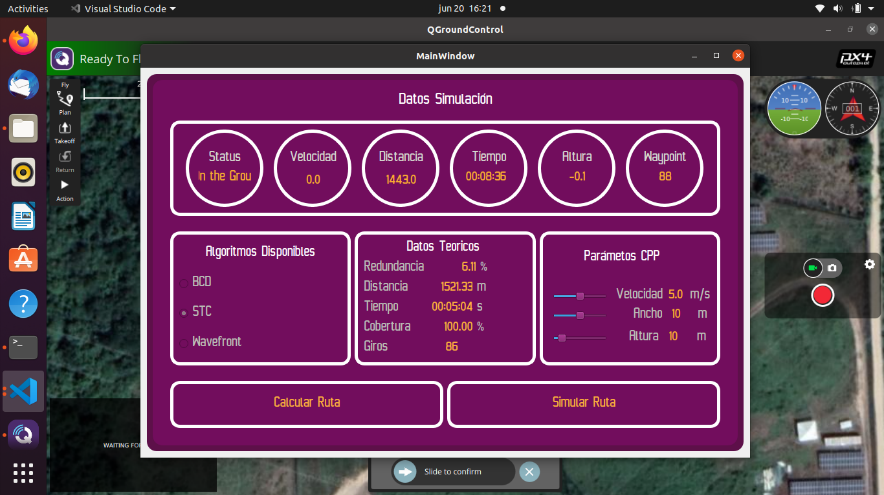 Activities
Visual Studio Code
jun 20 16:21
QGroundControl
Ready To Fl
PX4
autopilot
MainWindow
Fly
Plan
Takeoff
Return
Action
2
Datos Simulación
Status
In the Grou
Velocidad
0.0
Distancia
1443.0
Tiempo
00:08:36
Altura
-0.1
Waypoint
88
Algoritmos Disponibles
BCD
STC
Wavefront
Datos Teoricos
Redundancia 6.11 %
Distancia 1521.33 m
Tiempo 00:05:04 s
Cobertura 100.00 %
Giros 86
Parámetos CPP
Velocidad 5.0 m/s
Ancho 10 m
Altura 10 m
Calcular Ruta
Simular Ruta
10 10
-10 -10
N
W 001 E
S
WAITING FO
Slide to confirm